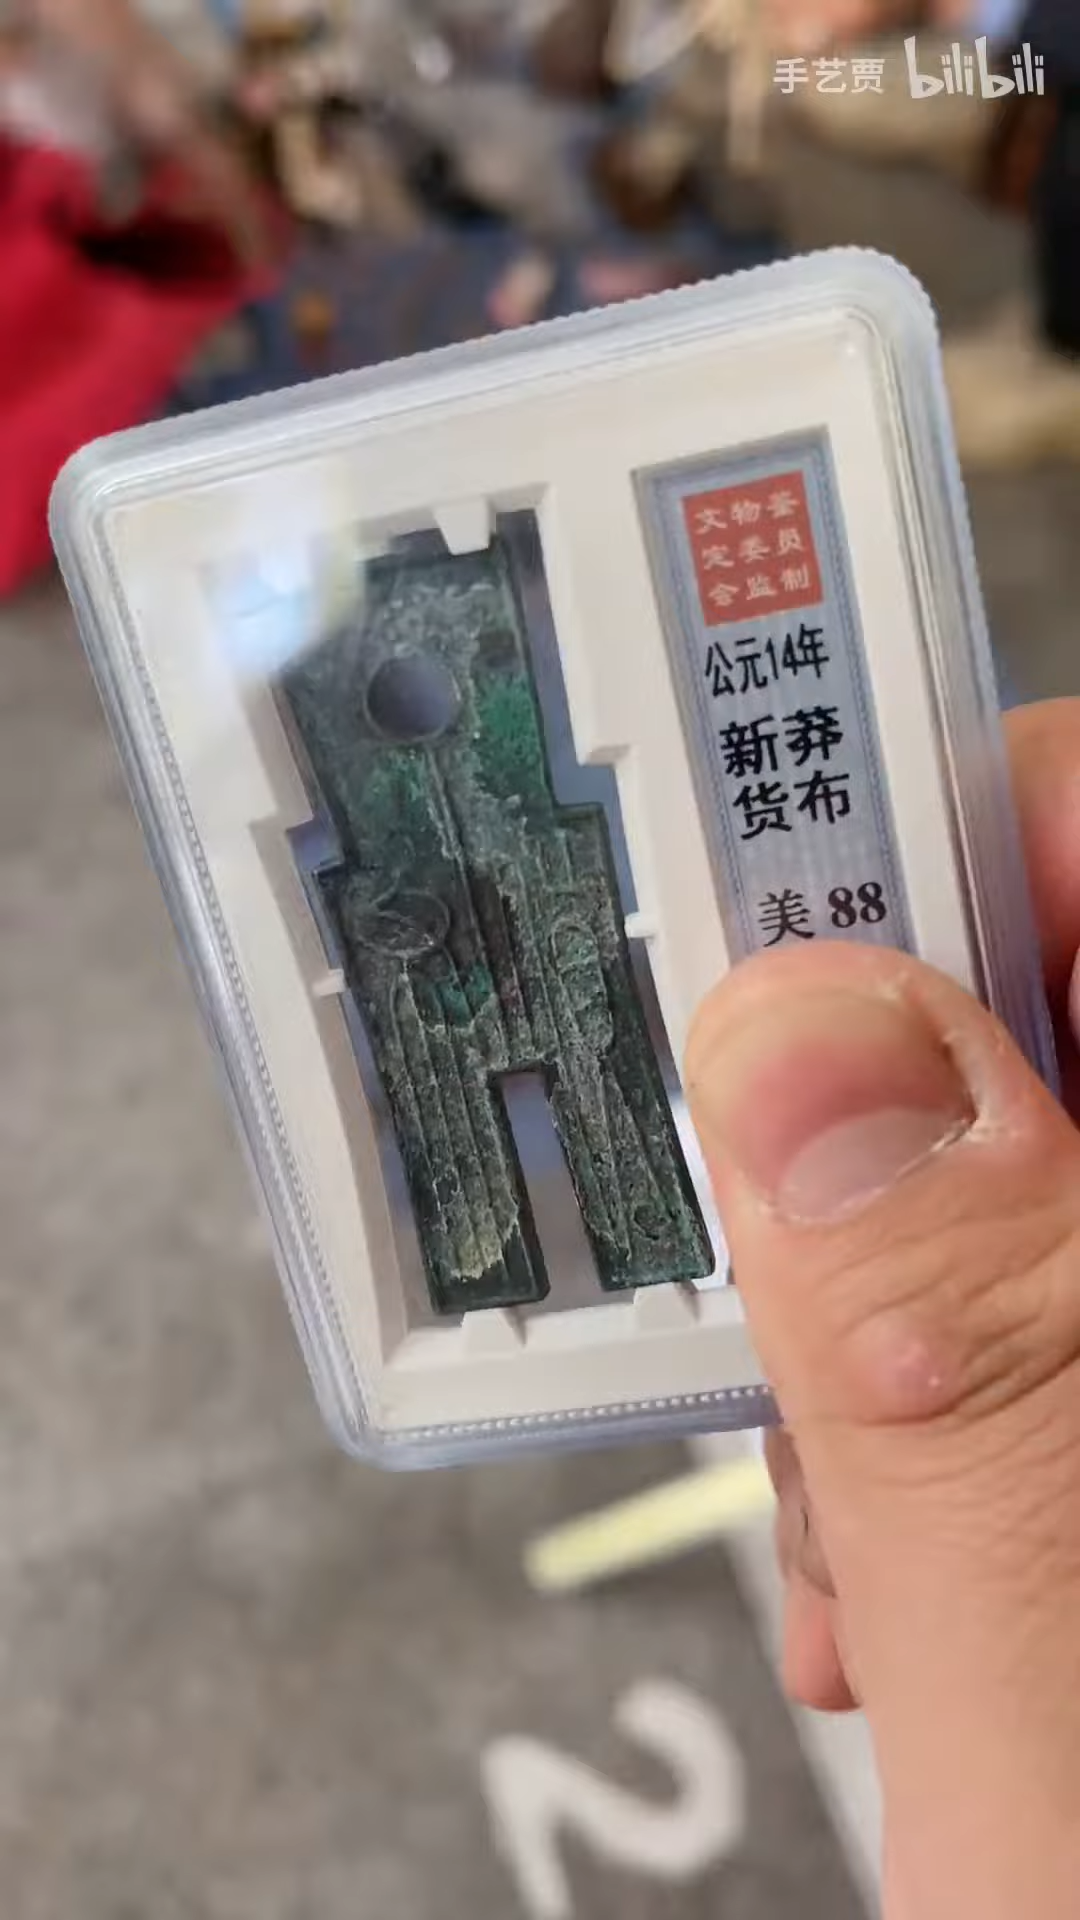 手艺贾 bilibili
文物鉴
定委员
会监制
公元14年
新莽
货布
美 88
2